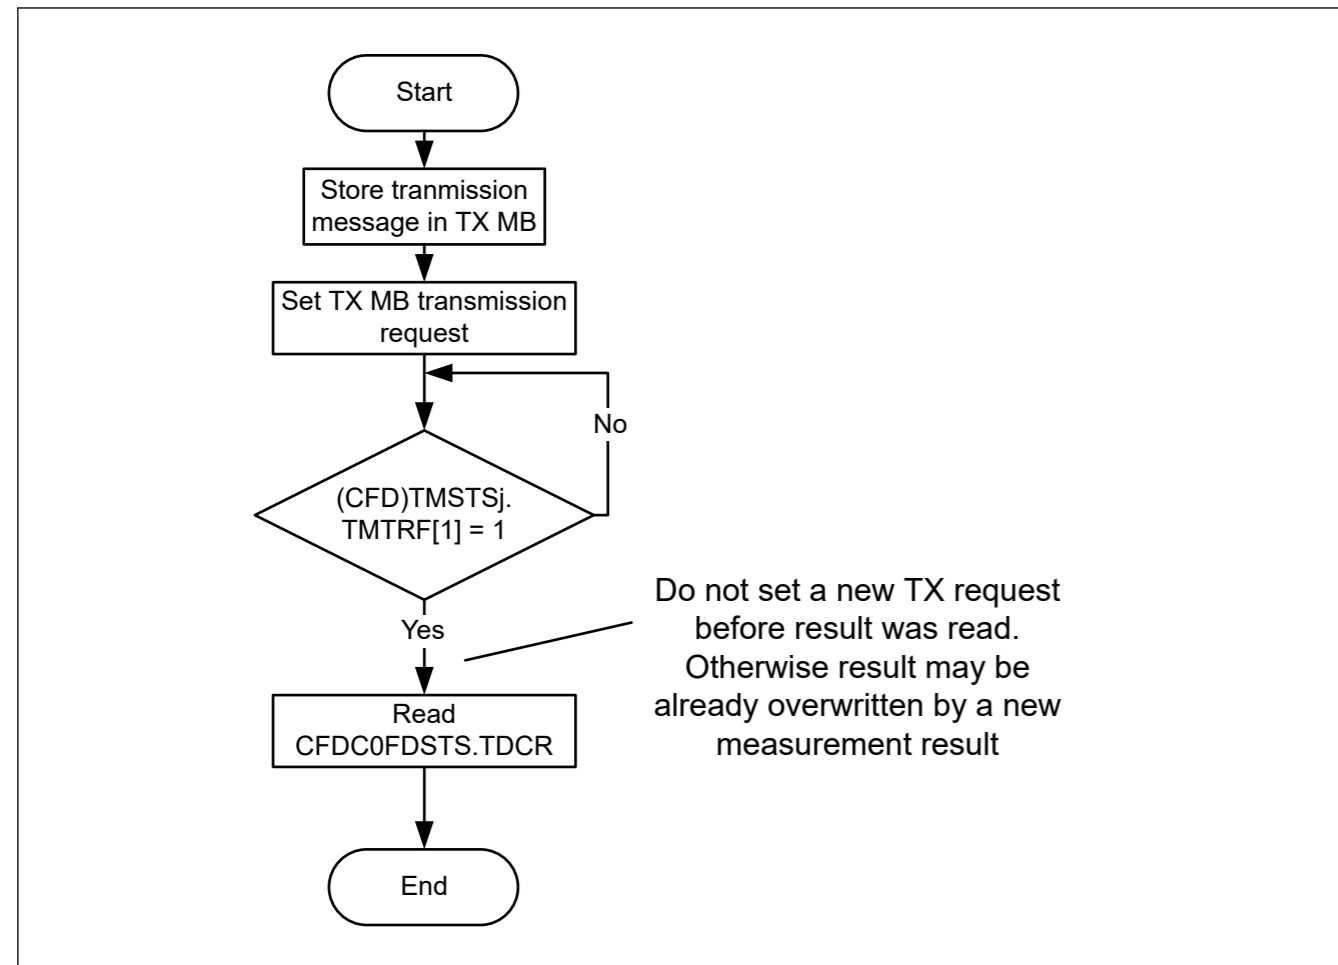 Start
Store tranmission
message in TX MB
Set TX MB transmission
request
No
(CFD)TMSTSj.
TMTRF[1] = 1
Yes
Do not set a new TX request
before result was read.
Otherwise result may be
already overwritten by a new
measurement result
Read
CFDC0FDSTS.TDCR
End